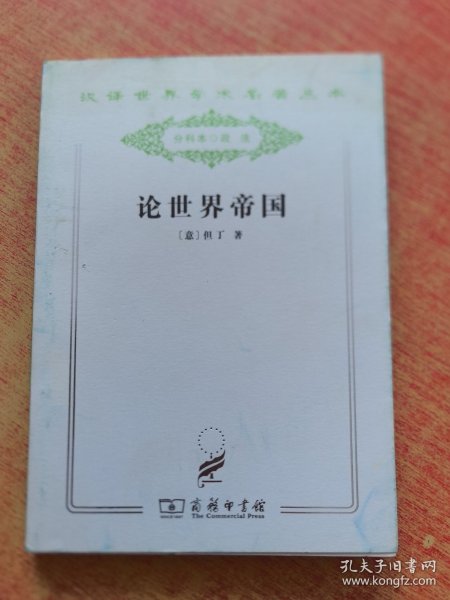 汉译世界学术名著丛书
分科本◇政 法
论世界帝国
〔意〕但丁 著
商务印书馆
The Commercial Press
孔夫子旧书网
www.kongfz.com